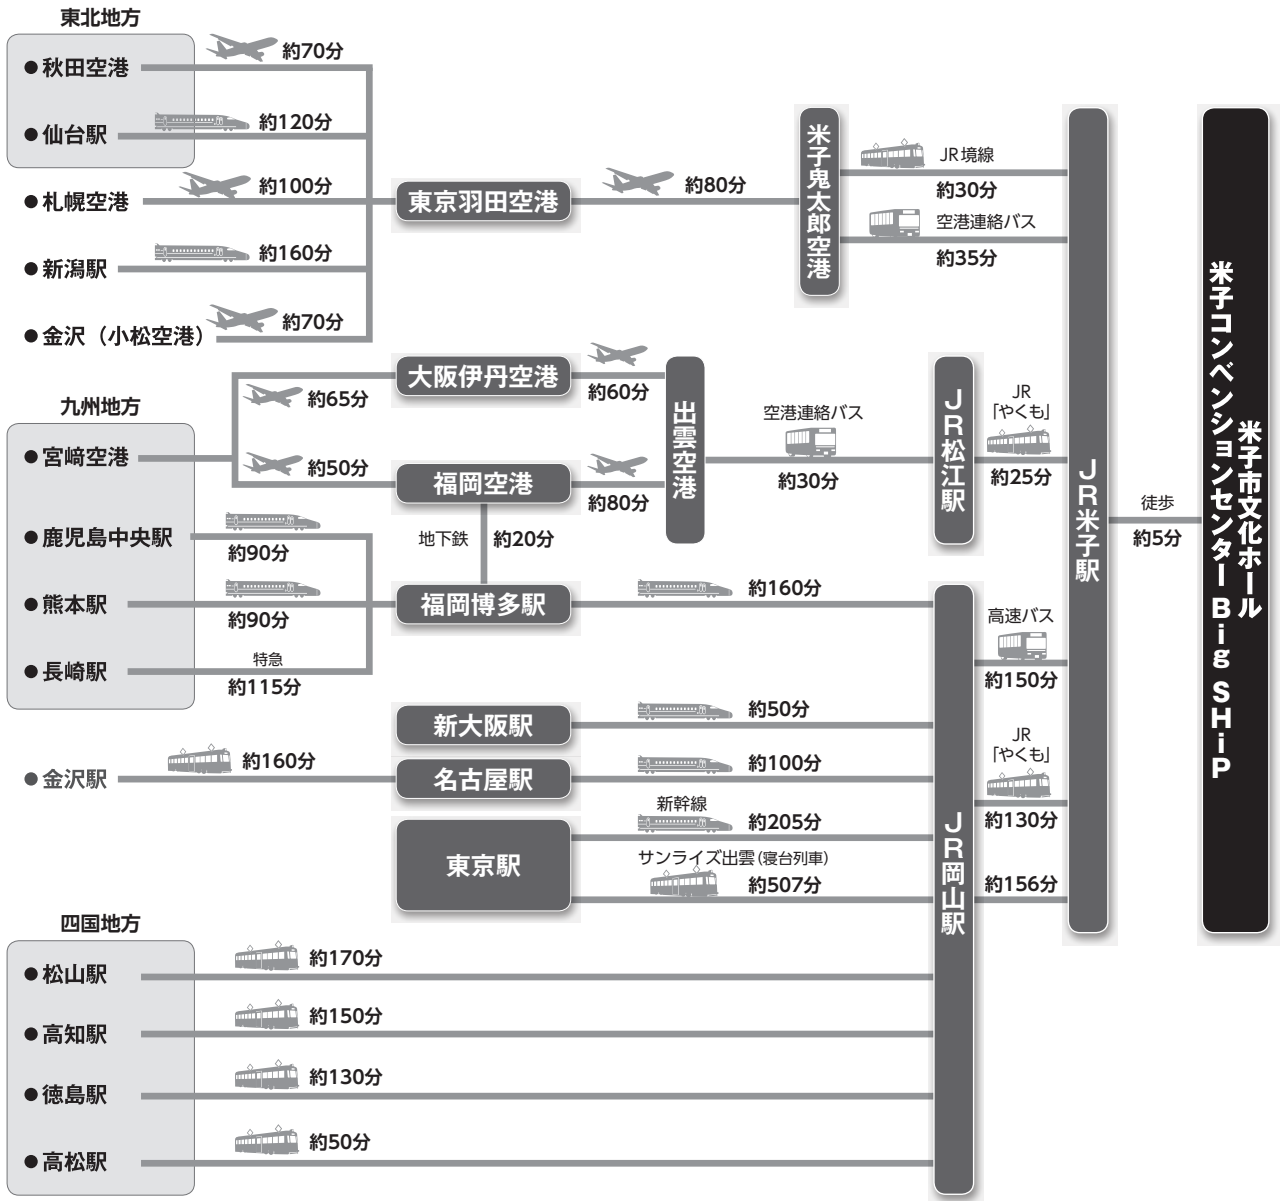 東北地方
●秋田空港
約70分
●仙台駅
約120分
●札幌空港
約100分
●新潟駅
約160分
●金沢（小松空港）
約70分
東京羽田空港
約80分
米子鬼太郎空港
JR境線
約30分
空港連絡バス
約35分
九州地方
●宮﨑空港
約65分
約50分
大阪伊丹空港
約60分
福岡空港
約80分
出雲空港
空港連絡バス
約30分
JR松江駅
JR
「やくも」
約25分
地下鉄
約20分
●鹿児島中央駅
約90分
●熊本駅
約90分
●長崎駅
特急
約115分
福岡博多駅
約160分
新大阪駅
約50分
●金沢駅
約160分
名古屋駅
約100分
東京駅
新幹線
約205分
サンライズ出雲（寝台列車）
約507分
四国地方
●松山駅
約170分
●高知駅
約150分
●徳島駅
約130分
●高松駅
約50分
JR岡山駅
高速バス
約150分
JR
「やくも」
約130分
約156分
JR米子駅
徒歩
約5分
米子市文化ホール
米子コンベンションセンターBig SHiP